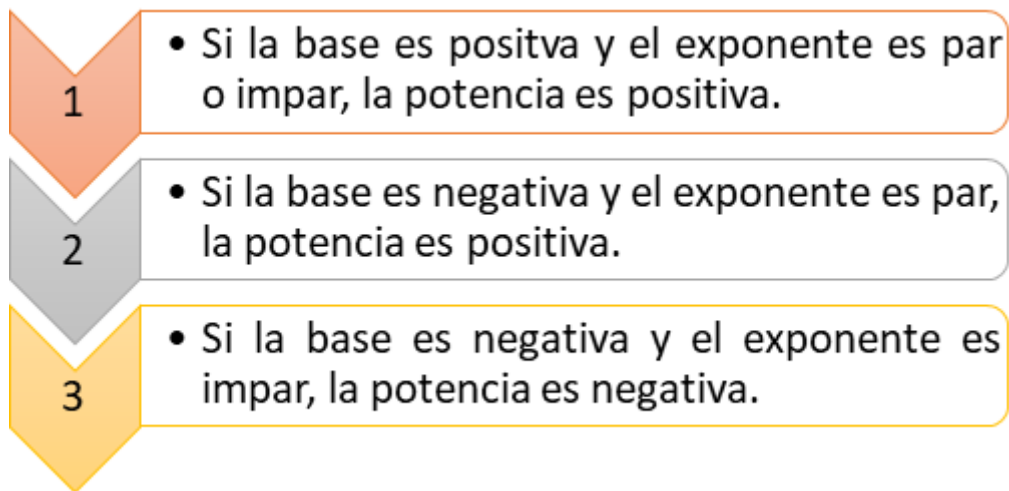 1
• Si la base es positva y el exponente es par
o impar, la potencia es positiva.
2
• Si la base es negativa y el exponente es par,
la potencia es positiva.
3
• Si la base es negativa y el exponente es
impar, la potencia es negativa.